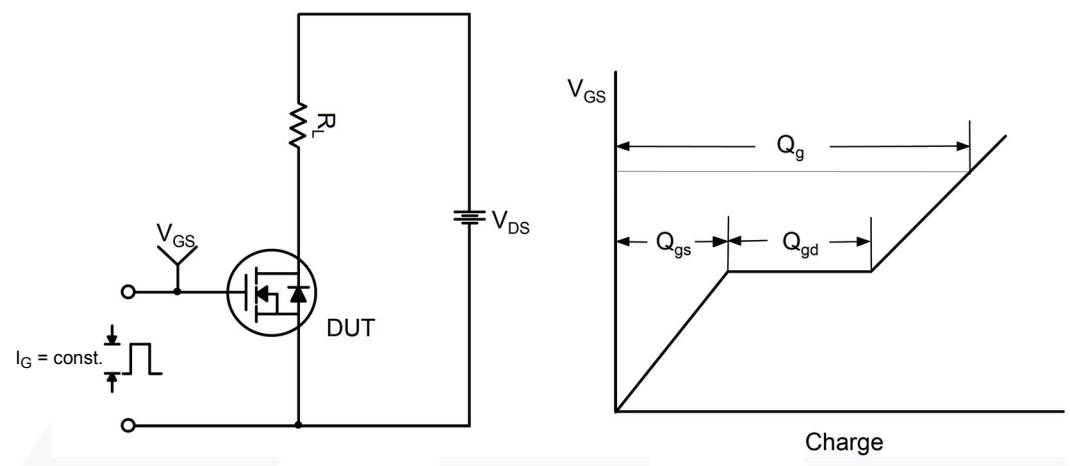 R_L
V_DS
V_GS
DUT
I_G = const.
V_GS
Q_g
Q_gs
Q_gd
Charge